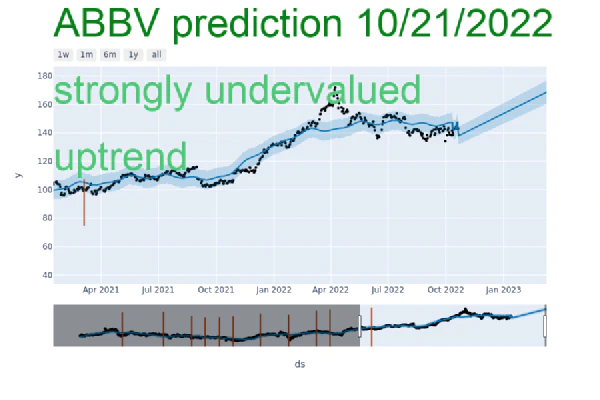 ABBV prediction 10/21/2022
1w 1m 6m 1y all
180
strongly undervalued
160
140
uptrend
120
100
80
60
40
y
Apr 2021 Jul 2021 Oct 2021 Jan 2022 Apr 2022 Jul 2022 Oct 2022 Jan 2023
ds